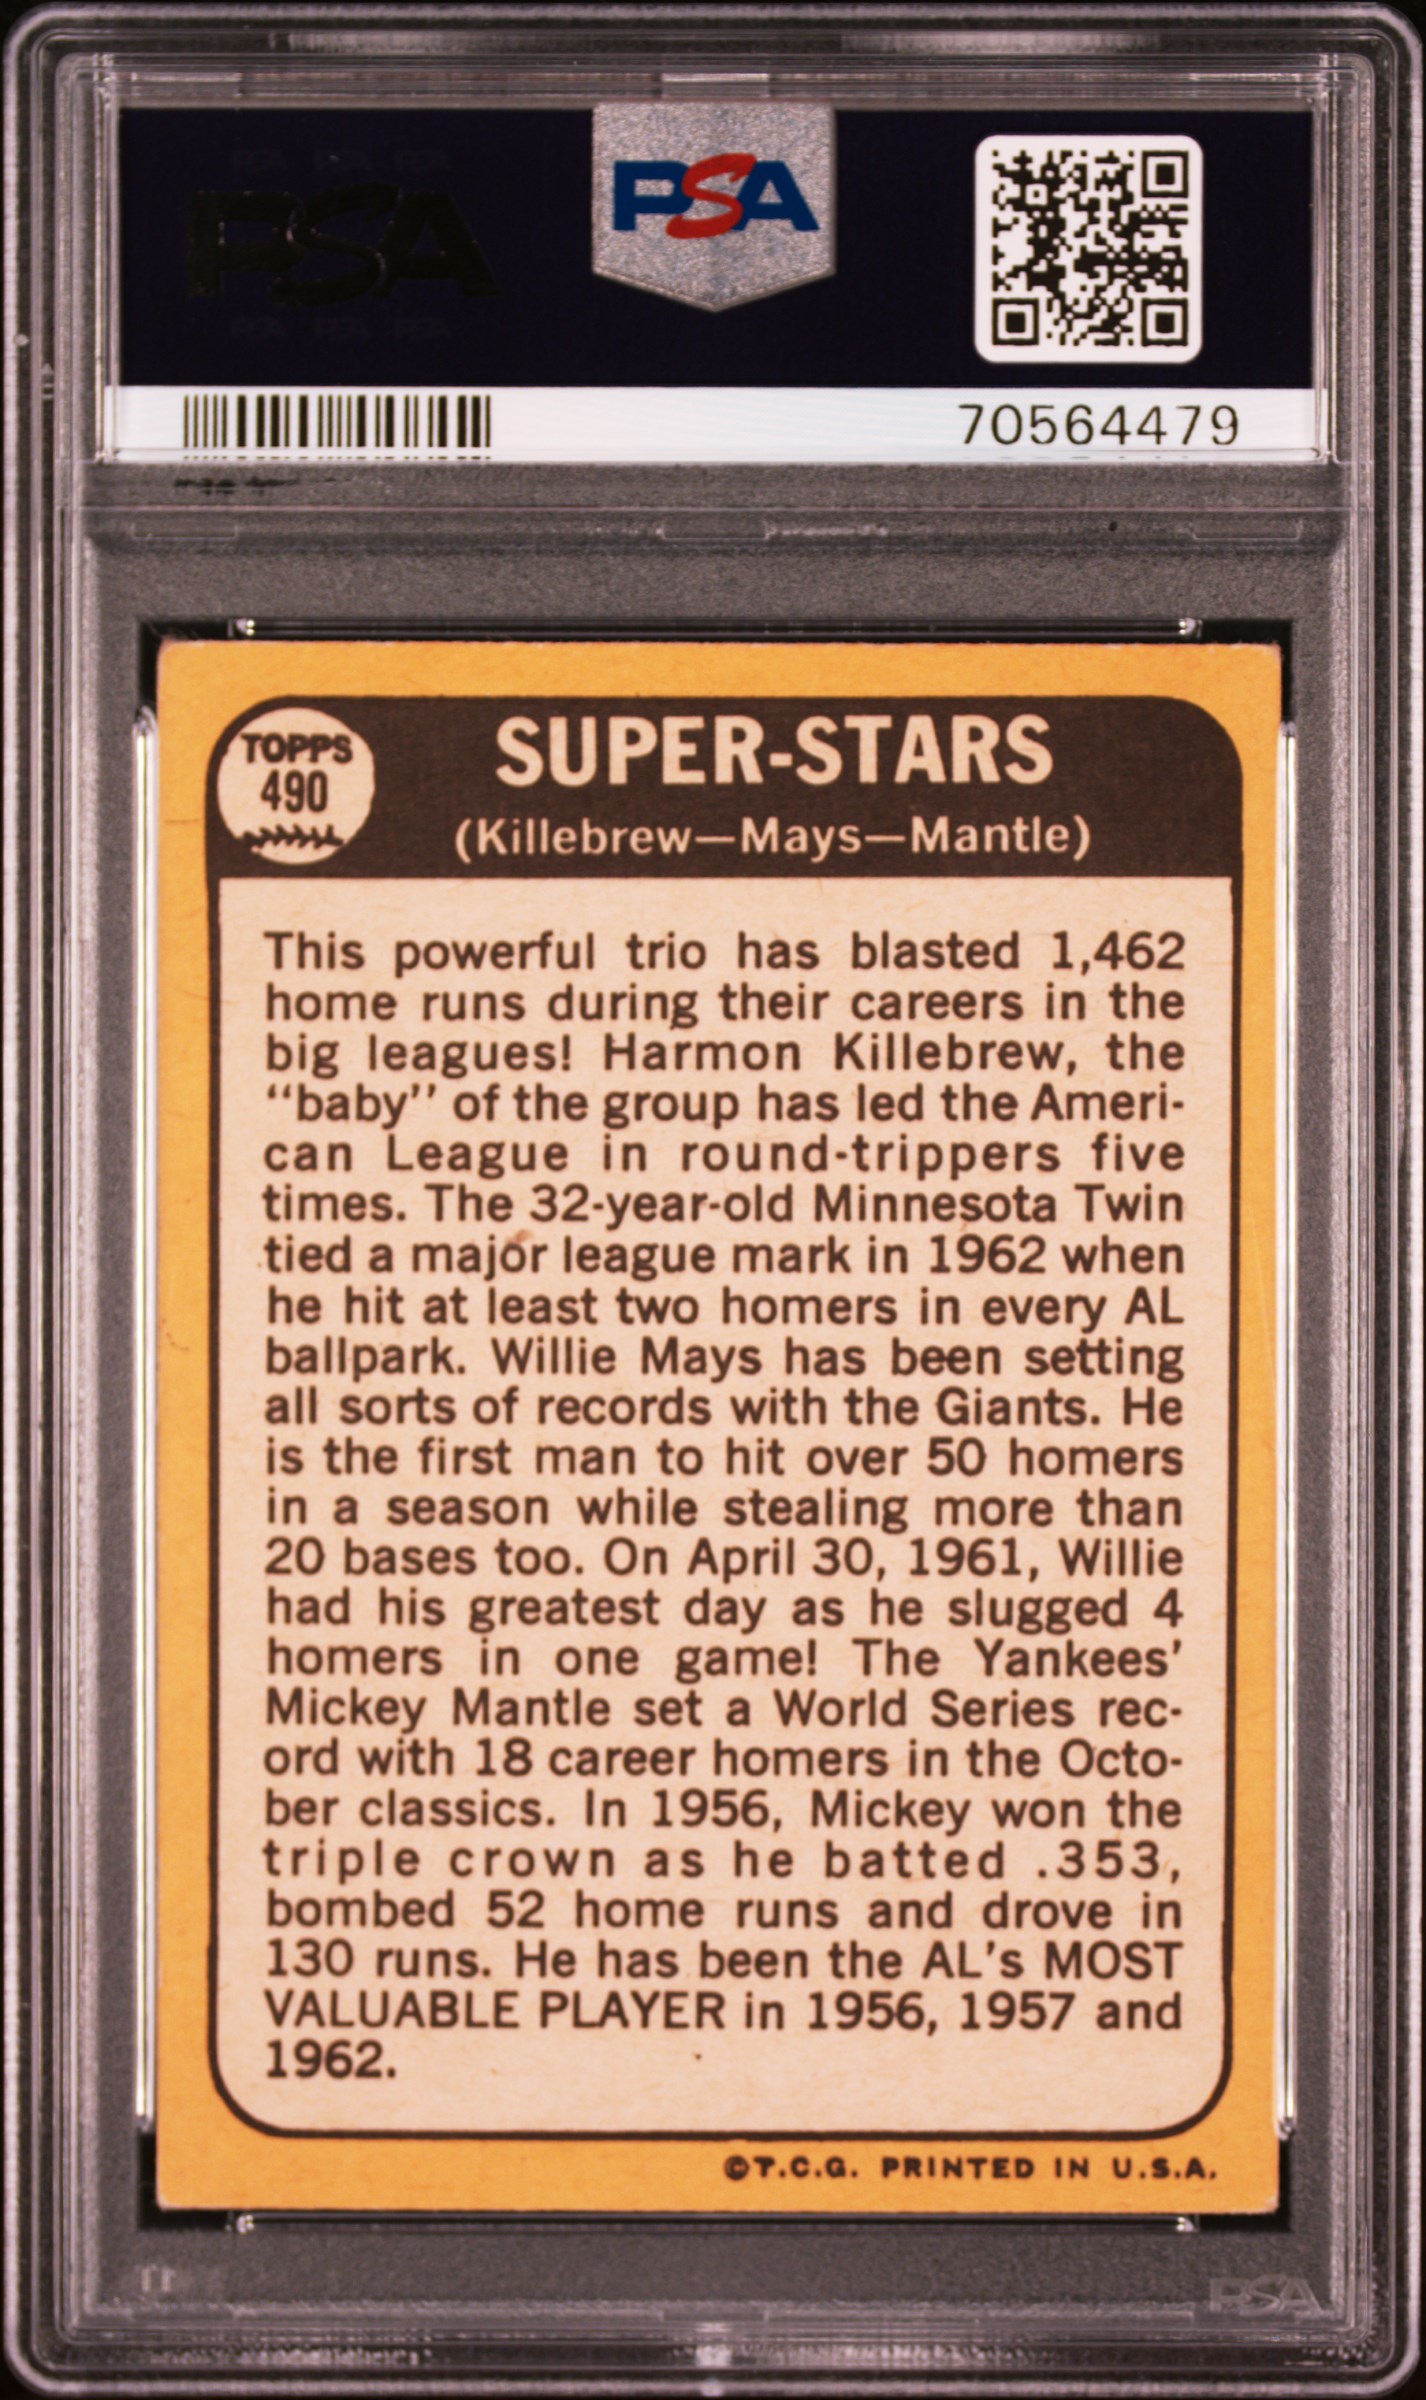 PSA
PSA
70564479
TOPPS
490
SUPER-STARS
(Killebrew—Mays—Mantle)
This powerful trio has blasted 1,462
home runs during their careers in the
big leagues! Harmon Killebrew, the
“baby” of the group has led the Ameri-
can League in round-trippers five
times. The 32-year-old Minnesota Twin
tied a major league mark in 1962 when
he hit at least two homers in every AL
ballpark. Willie Mays has been setting
all sorts of records with the Giants. He
is the first man to hit over 50 homers
in a season while stealing more than
20 bases too. On April 30, 1961, Willie
had his greatest day as he slugged 4
homers in one game! The Yankees’
Mickey Mantle set a World Series rec-
ord with 18 career homers in the Octo-
ber classics. In 1956, Mickey won the
triple crown as he batted .353,
bombed 52 home runs and drove in
130 runs. He has been the AL’s MOST
VALUABLE PLAYER in 1956, 1957 and
1962.
©T.C.G. PRINTED IN U.S.A.
PSA